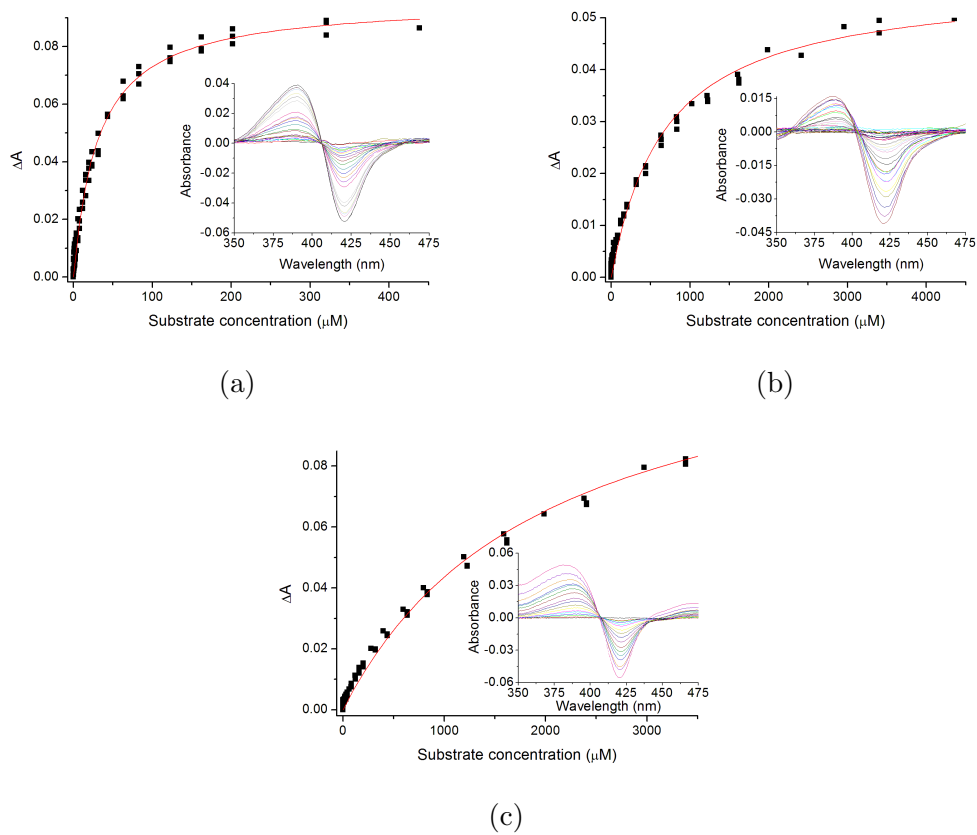 0.08
0.06
0.04
0.02
0.00
ΔA
0 100 200 300 400
Substrate concentration (μM)
0.04
0.02
0.00
-0.02
-0.04
-0.06
Absorbance
350 375 400 425 450 475
Wavelength (nm)
(a)
0.05
0.04
0.03
0.02
0.01
0.00
ΔA
0 1000 2000 3000 4000
Substrate concentration (μM)
0.015
0.000
-0.015
-0.030
-0.045
Absorbance
350 375 400 425 450 475
Wavelength (nm)
(b)
0.08
0.06
0.04
0.02
0.00
ΔA
0 1000 2000 3000
Substrate concentration (μM)
0.06
0.03
0.00
-0.03
-0.06
Absorbance
350 375 400 425 450 475
Wavelength (nm)
(c)